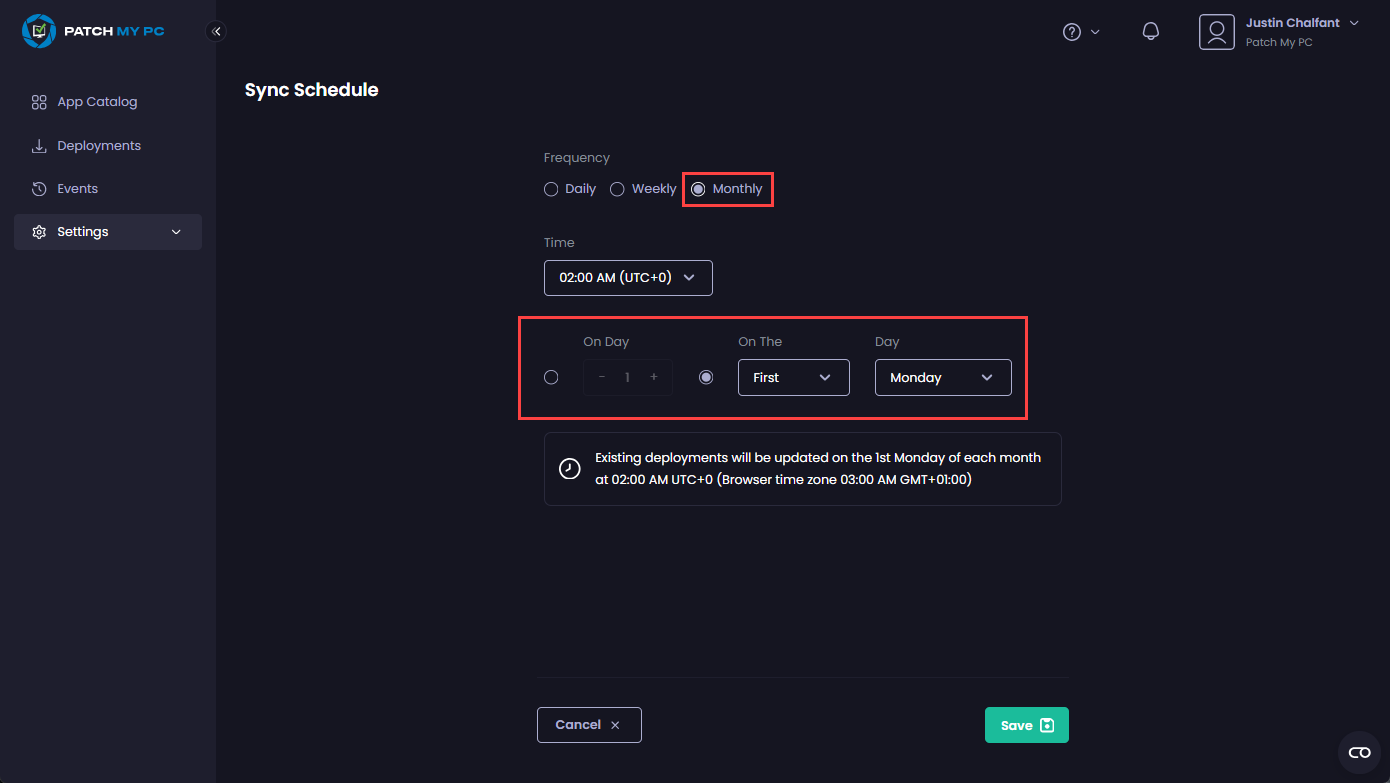 PATCH MY PC
Justin Chalfant
Patch My PC
App Catalog
Deployments
Events
Settings
Sync Schedule
Frequency
Daily Weekly Monthly
Time
02:00 AM (UTC+0)
On Day On The Day
- 1 + First Monday
Existing deployments will be updated on the 1st Monday of each month
at 02:00 AM UTC+0 (Browser time zone 03:00 AM GMT+01:00)
Cancel ×
Save